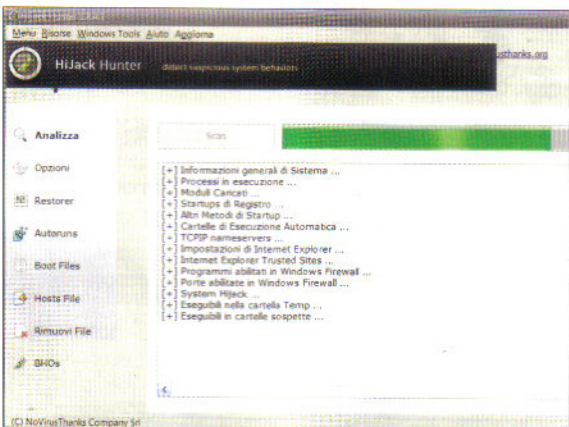 Menu Risorse Windows Tools Aiuto Aggiorna
usthanks.org
HiJack Hunter detect suspicious system behaviors
Analizza
Scan
Opzioni
Restorer
Autoruns
Boot Files
Hosts File
Rimuovi File
BHOs
[+] Informazioni generali di Sistema ...
[+] Processi in esecuzione ...
[+] Moduli Caricati ...
[+] Startups di Registro ...
[+] Altri Metodi di Startup ...
[+] Cartelle di Esecuzione Automatica ...
[+] TCPIP nameservers ...
[+] Impostazioni di Internet Explorer ...
[+] Internet Explorer Trusted Sites ...
[+] Programmi abilitati in Windows Firewall ...
[+] Porte abilitate in Windows Firewall ...
[+] System Hijack ...
[+] Eseguibili nella cartella Temp ...
[+] Eseguibili in cartelle sospette ...
(C) NoVirusThanks Company Srl